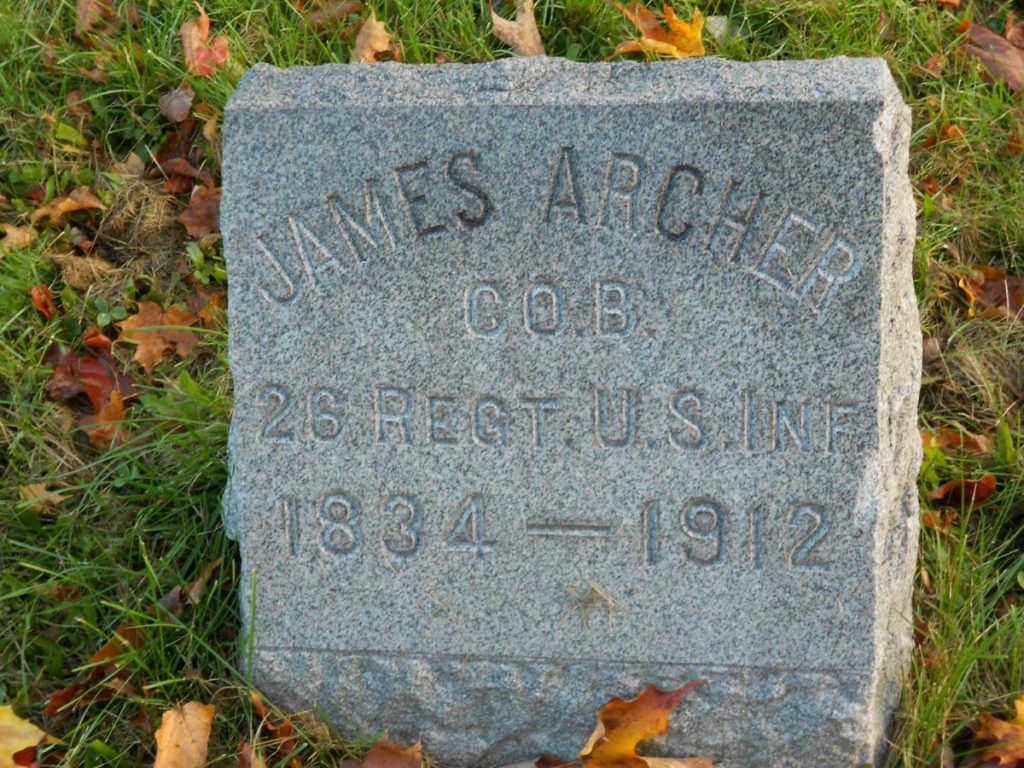 JAMES ARCHER
CO. B.
26 REGT. U.S. INF.
1834 — 1912